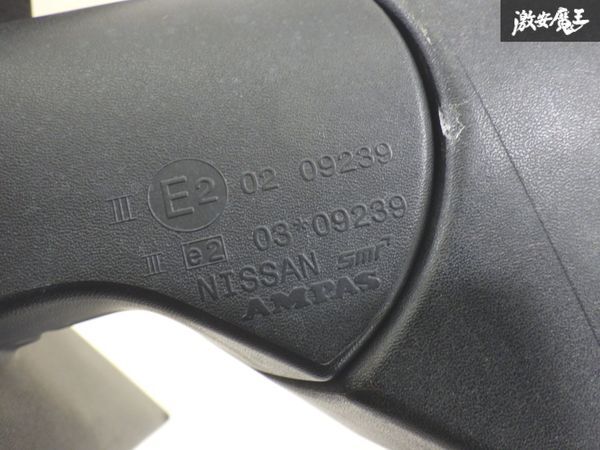 激安魔王
III E2 02 09239
III e2 03*09239
NISSAN SMR
AMPAS